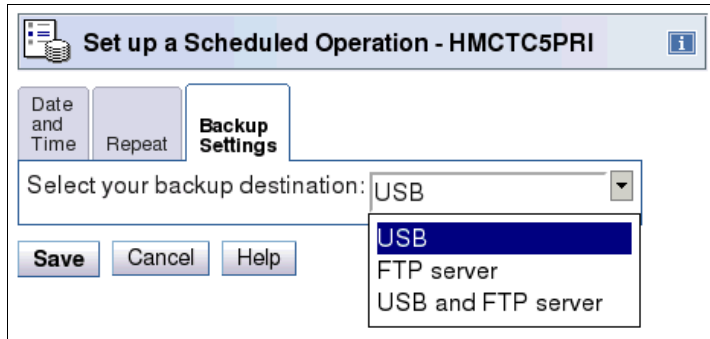 Set up a Scheduled Operation - HMCTC5PRI
i
Date
and
Time
Repeat
Backup
Settings
Select your backup destination: USB
USB
FTP server
USB and FTP server
Save Cancel Help